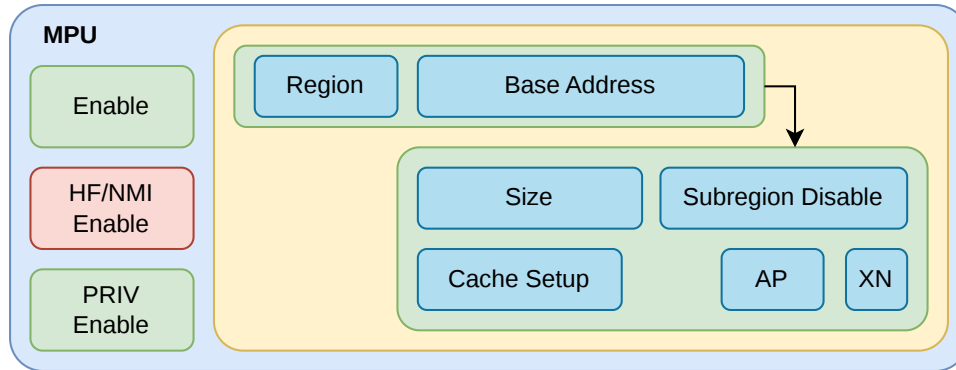 MPU
Enable
HF/NMI
Enable
PRIV
Enable
Region
Base Address
Size
Subregion Disable
Cache Setup
AP
XN